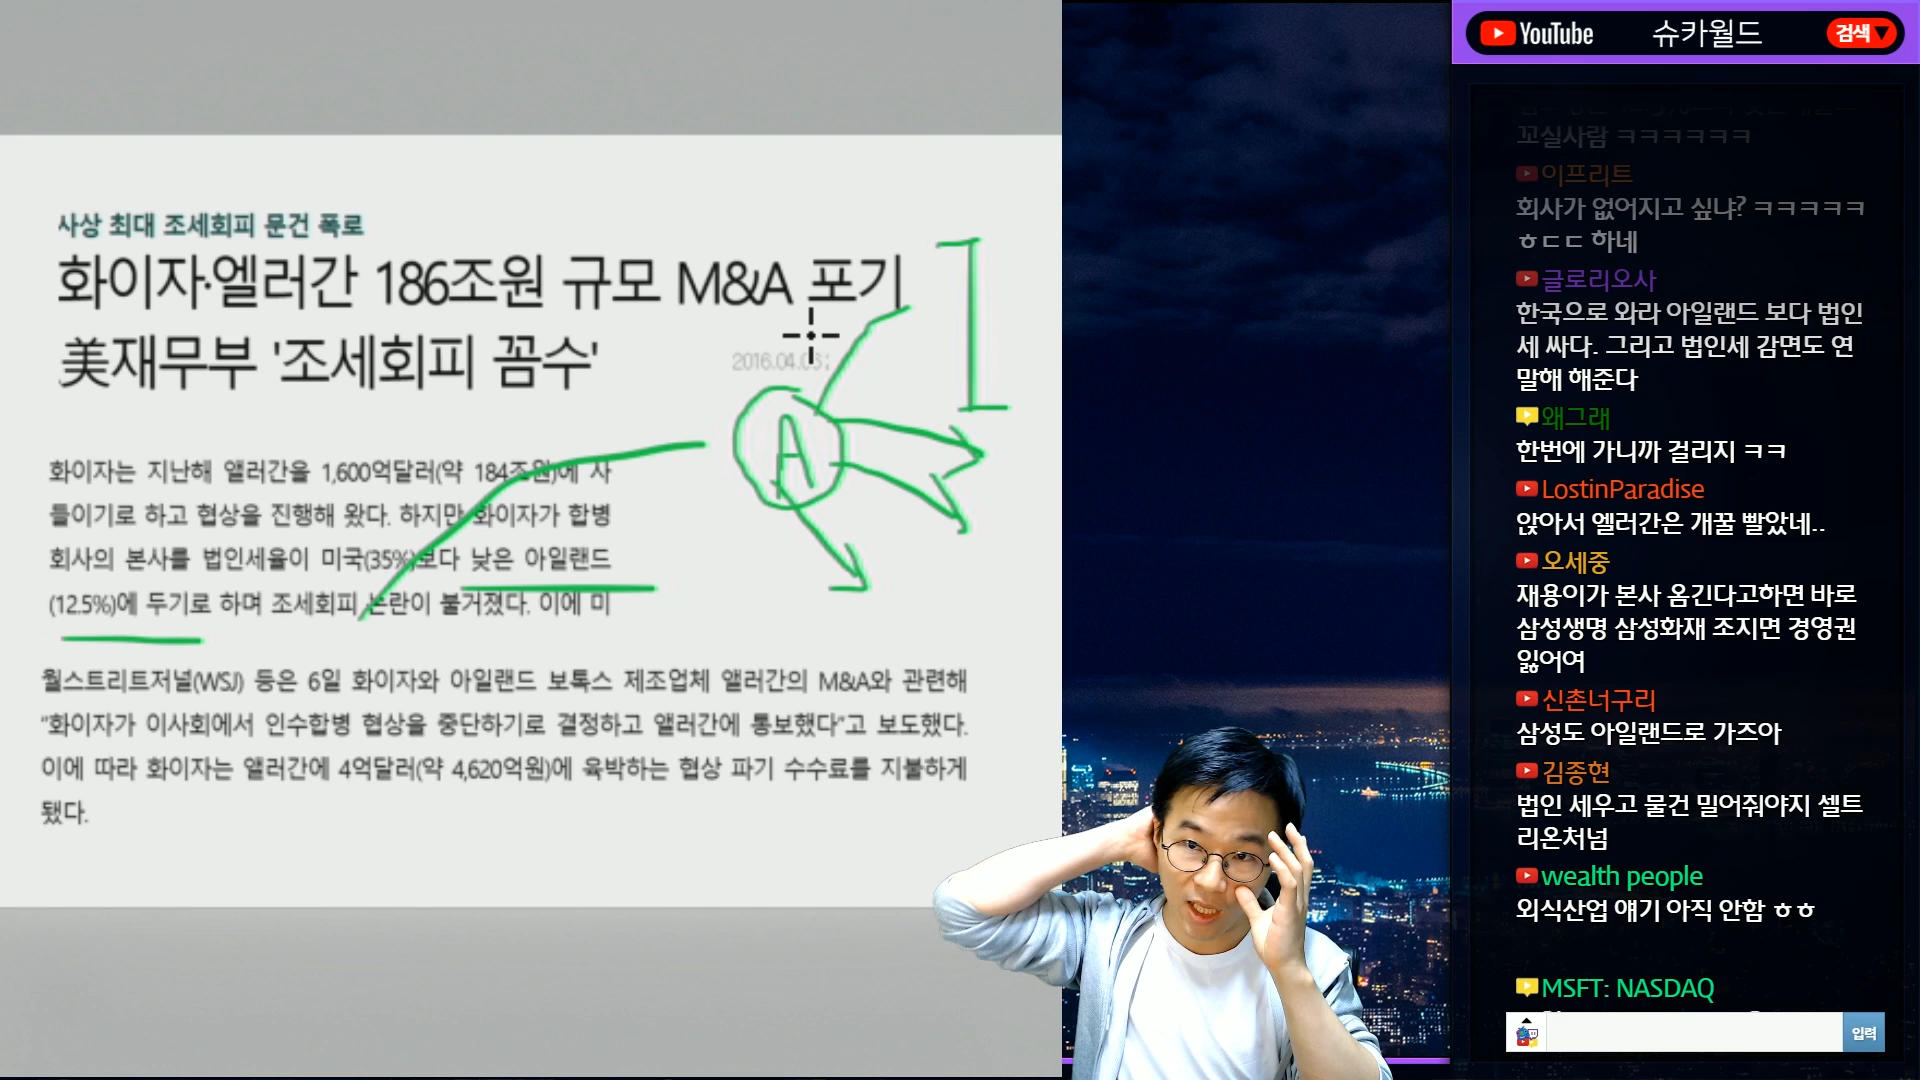 사상 최대 조세회피 문건 폭로
화이자·엘러간 186조원 규모 M&A 포기
美재무부 '조세회피 꼼수'
2016.04.
A
화이자는 지난해 앨러간을 1,600억달러(약 184조원)에 사
들이기로 하고 협상을 진행해 왔다. 하지만 화이자가 합병
회사의 본사를 법인세율이 미국(35%)보다 낮은 아일랜드
(12.5%)에 두기로 하며 조세회피 논란이 불거졌다. 이에 미
월스트리트저널(WSJ) 등은 6일 화이자와 아일랜드 보톡스 제조업체 앨러간의 M&A와 관련해
"화이자가 이사회에서 인수합병 협상을 중단하기로 결정하고 앨러간에 통보했다"고 보도했다.
이에 따라 화이자는 앨러간에 4억달러(약 4,620억원)에 육박하는 협상 파기 수수료를 지불하게
됐다.
YouTube 슈카월드 검색▼
꼬실사람 ㅋㅋㅋㅋㅋㅋ
이프리트
회사가 없어지고 싶냐? ㅋㅋㅋㅋㅋ
ㅎㄷㄷ 하네
글로리오사
한국으로 와라 아일랜드 보다 법인
세 싸다. 그리고 법인세 감면도 연
말해 해준다
왜그래
한번에 가니까 걸리지 ㅋㅋ
LostinParadise
앉아서 엘러간은 개꿀 빨았네..
오세중
재용이가 본사 옮긴다고하면 바로
삼성생명 삼성화재 조지면 경영권
잃어여
신촌너구리
삼성도 아일랜드로 가즈아
김종현
법인 세우고 물건 밀어줘야지 셀트
리온처넘
wealth people
외식산업 얘기 아직 안함 ㅎㅎ
MSFT: NASDAQ
입력